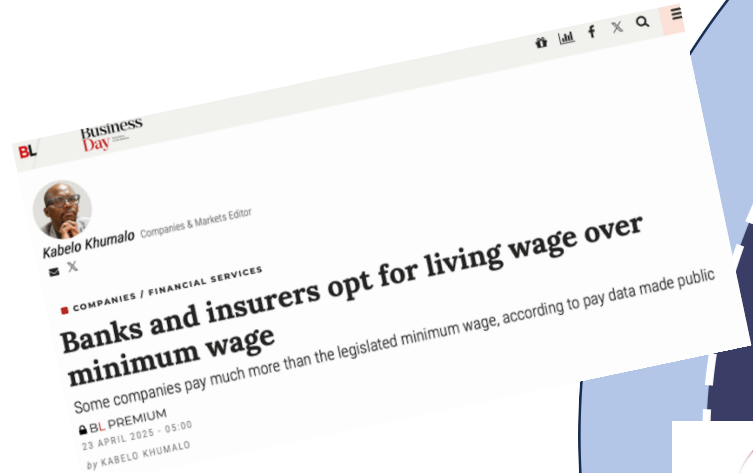 BL
Business
Day
Kabelo Khumalo Companies & Markets Editor
COMPANIES / FINANCIAL SERVICES
Banks and insurers opt for living wage over
minimum wage
Some companies pay much more than the legislated minimum wage, according to pay data made public
BL PREMIUM
23 APRIL 2025 - 05:00
by KABELO KHUMALO